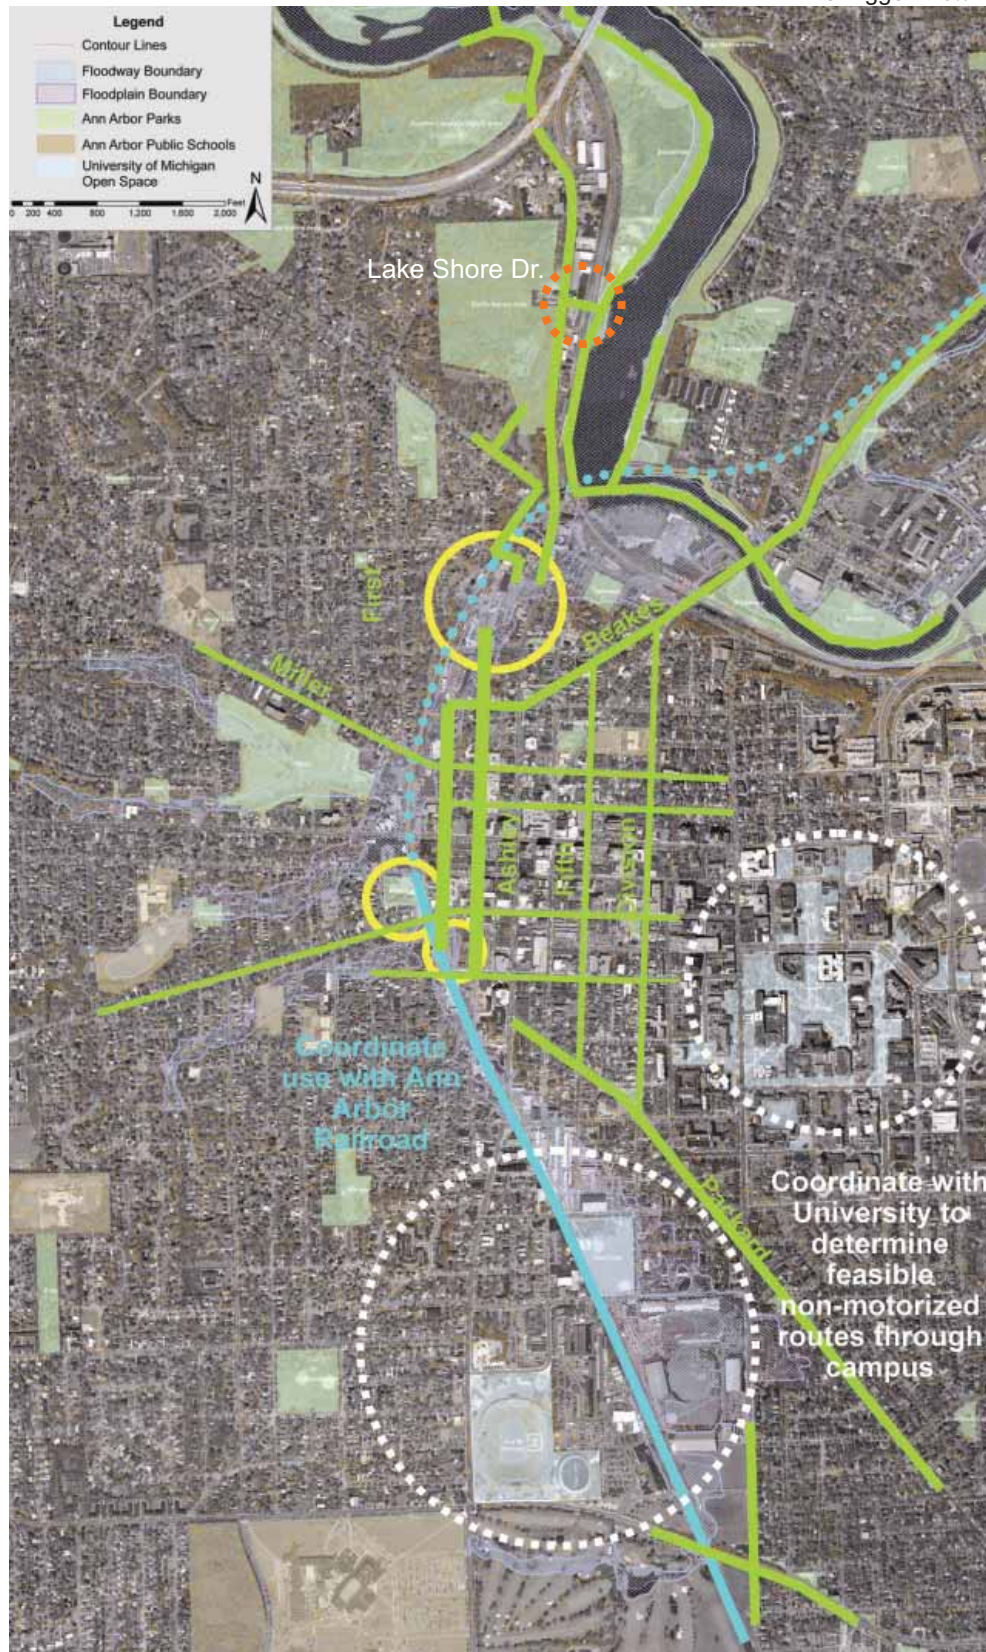 Legend
Contour Lines
Floodway Boundary
Floodplain Boundary
Ann Arbor Parks
Ann Arbor Public Schools
University of Michigan
Open Space
N
Feet
0 200 400 800 1,200 1,600 2,000
Lake Shore Dr.
First
Beakes
Miller
Ashley
Fifth
Division
Coordinate
use with Ann
Arbor
Railroad
Packard
Coordinate with
University to
determine
feasible
non-motorized
routes through
campus